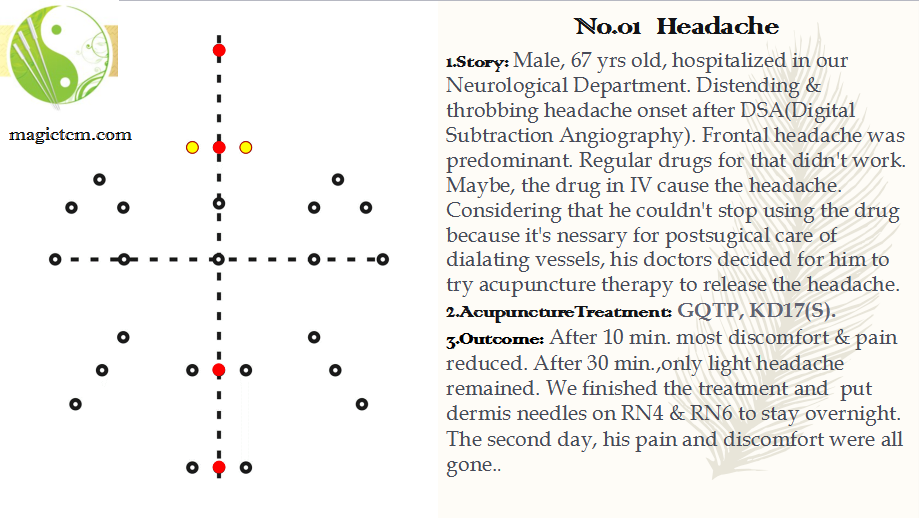 magictcm.com
No.01 Headache
1.Story: Male, 67 yrs old, hospitalized in our
Neurological Department. Distending &
throbbing headache onset after DSA(Digital
Subtraction Angiography). Frontal headache was
predominant. Regular drugs for that didn't work.
Maybe, the drug in IV cause the headache.
Considering that he couldn't stop using the drug
because it's nessary for postsugical care of
dialating vessels, his doctors decided for him to
try acupuncture therapy to release the headache.
2.AcupunctureTreatment: GQTP, KD17(S).
3.Outcome: After 10 min. most discomfort & pain
reduced. After 30 min.,only light headache
remained. We finished the treatment and put
dermis needles on RN4 & RN6 to stay overnight.
The second day, his pain and discomfort were all
gone..